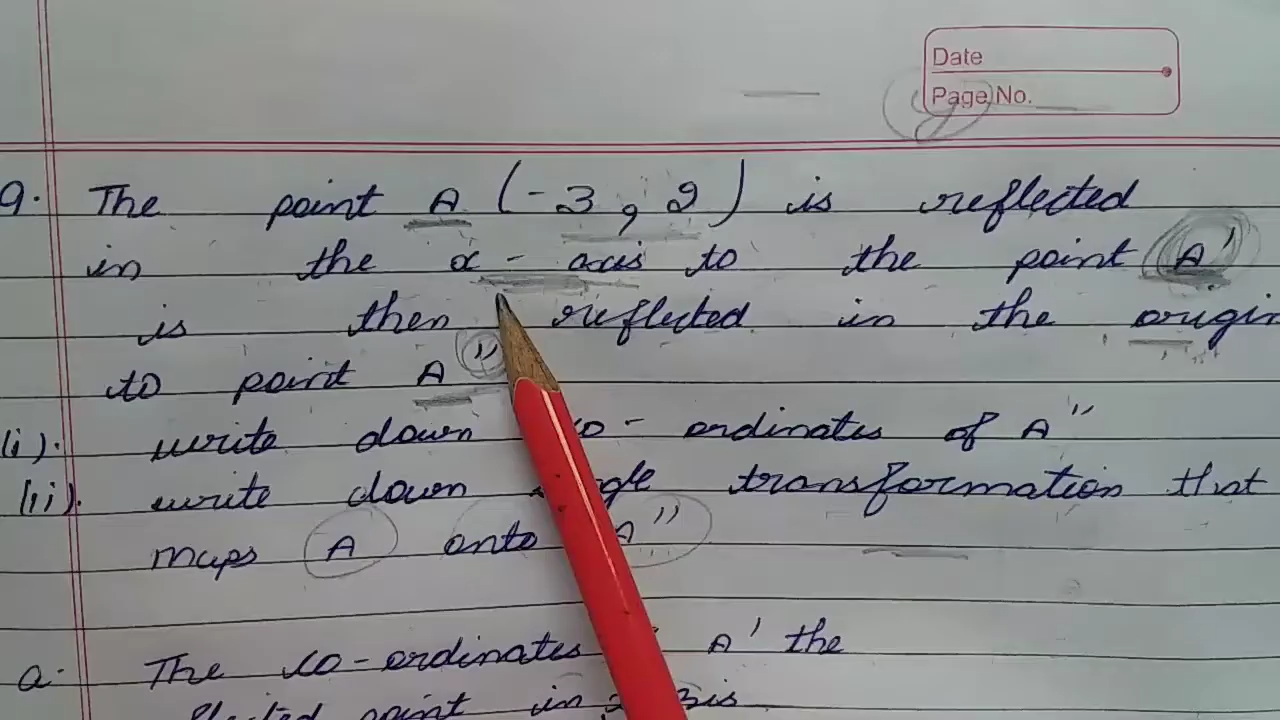 Date
Page No.
9. The point A (-3, 2) is reflected
in the x - axis to the point A'
is then reflected in the origin
to point A"
(i). write down co-ordinates of A"
(ii). write down transformation that
maps A onto A"
a. The co-ordinates A' the
point in